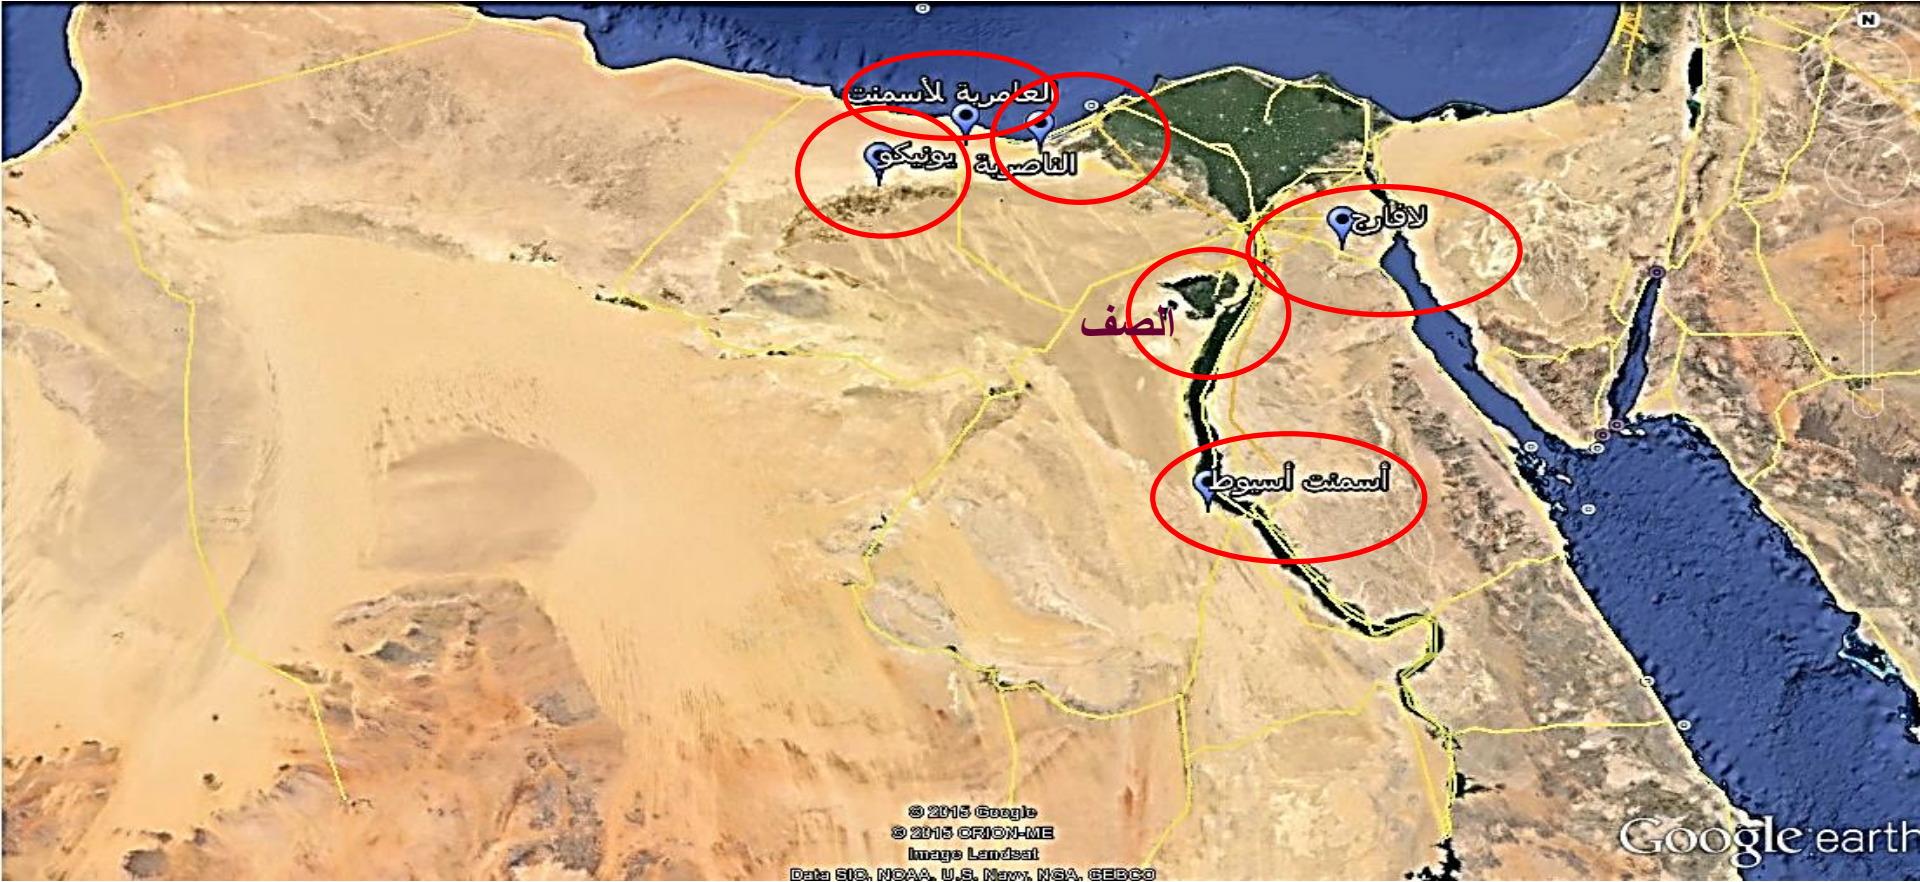 N
العامرية للأسمنت
يونيكو
الناصرية
لافارج
الصف
أسمنت أسيوط
© 2015 Google
© 2015 ORION-ME
Image Landsat
Data SIO, NOAA, U.S. Navy, NGA, GEBCO
Google earth